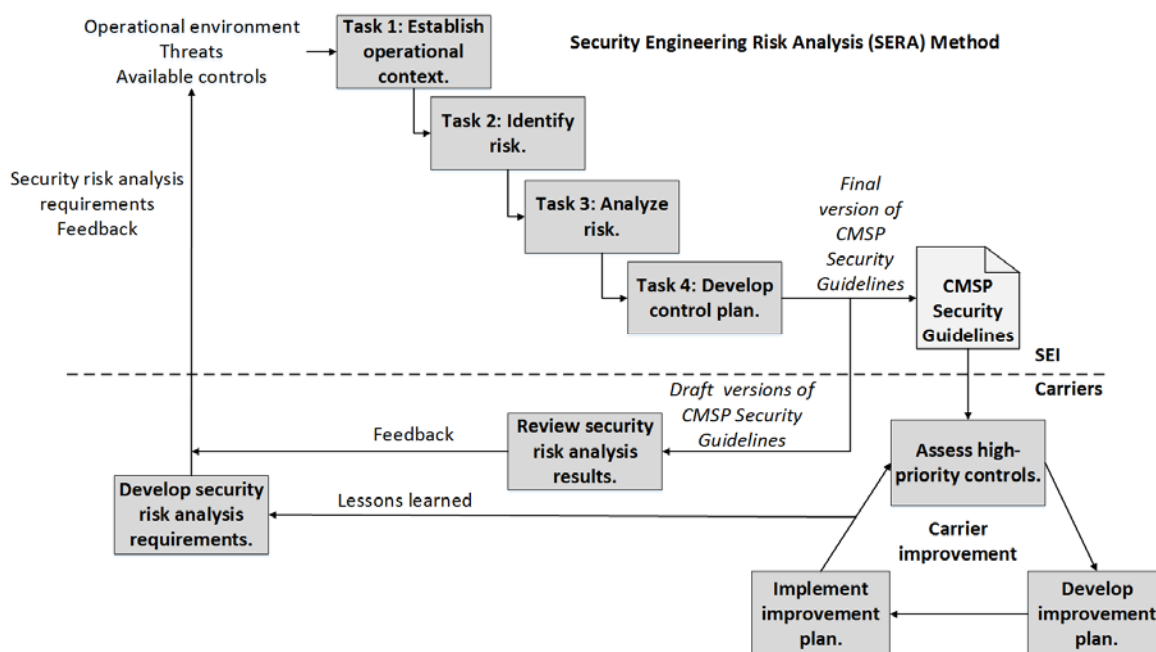 Operational environment
Threats
Available controls
Task 1: Establish
operational
context.
Security Engineering Risk Analysis (SERA) Method
Task 2: Identify
risk.
Security risk analysis
requirements
Feedback
Task 3: Analyze
risk.
Final
version of
CMSP
Security
Guidelines
Task 4: Develop
control plan.
CMSP
Security
Guidelines
SEI
Carriers
Draft versions of
CMSP Security
Guidelines
Feedback
Review security
risk analysis
results.
Assess high-
priority controls.
Develop security
risk analysis
requirements.
Lessons learned
Carrier
improvement
Implement
improvement
plan.
Develop
improvement
plan.